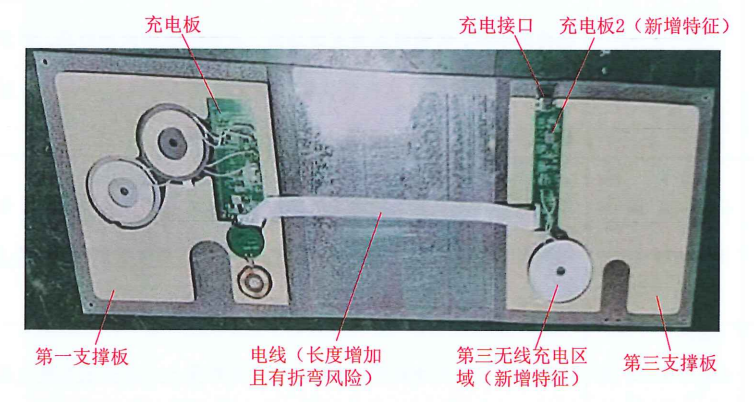 充电板
充电接口
充电板2（新增特征）
第一支撑板
电线（长度增加
且有折弯风险）
第三无线充电区
域（新增特征）
第三支撑板